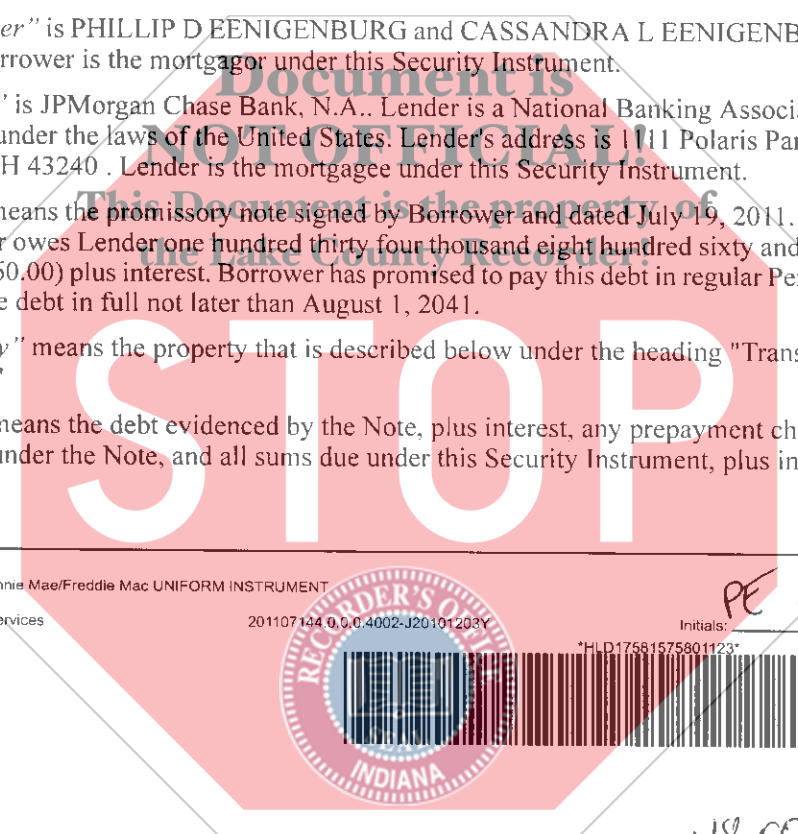 er” is PHILLIP D EENIGENBURG and CASSANDRA L EENIGENB
rrower is the mortgagor under this Security Instrument.
Document is
” is JPMorgan Chase Bank, N.A.. Lender is a National Banking Associ
under the laws of the United States. Lender's address is 1111 Polaris Par
NOT OFFICIAL!
H 43240 . Lender is the mortgagee under this Security Instrument.
This Document is the property of
neans the promissory note signed by Borrower and dated July 19, 2011.
r owes Lender one hundred thirty four thousand eight hundred sixty and
the Lake County Recorder!
60.00) plus interest. Borrower has promised to pay this debt in regular Pe
e debt in full not later than August 1, 2041.
y” means the property that is described below under the heading "Trans
”
neans the debt evidenced by the Note, plus interest, any prepayment ch
under the Note, and all sums due under this Security Instrument, plus in
STOP
nnie Mae/Freddie Mac UNIFORM INSTRUMENT
ervices
201107144.0.0.0.4002-J20101203Y
Initials:
PE
*HLD17581575801123*
RECORDER'S OFFICE
SEAL
INDIANA